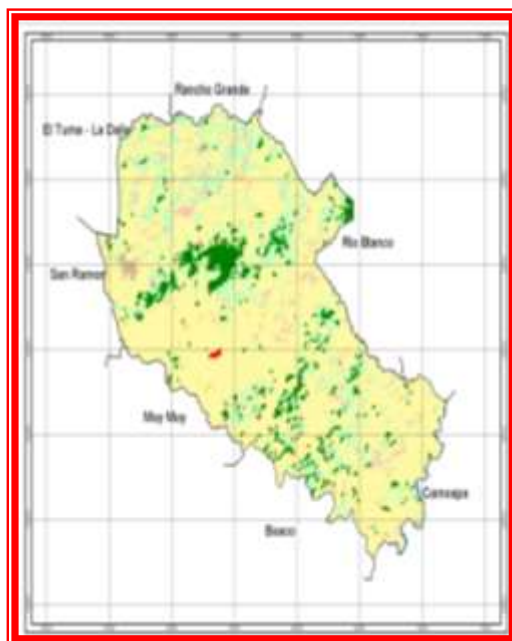 Rancho Grande
El Tuma - La Dalia
Rio Blanco
San Ramon
Muy Muy
Camoapa
Boaco